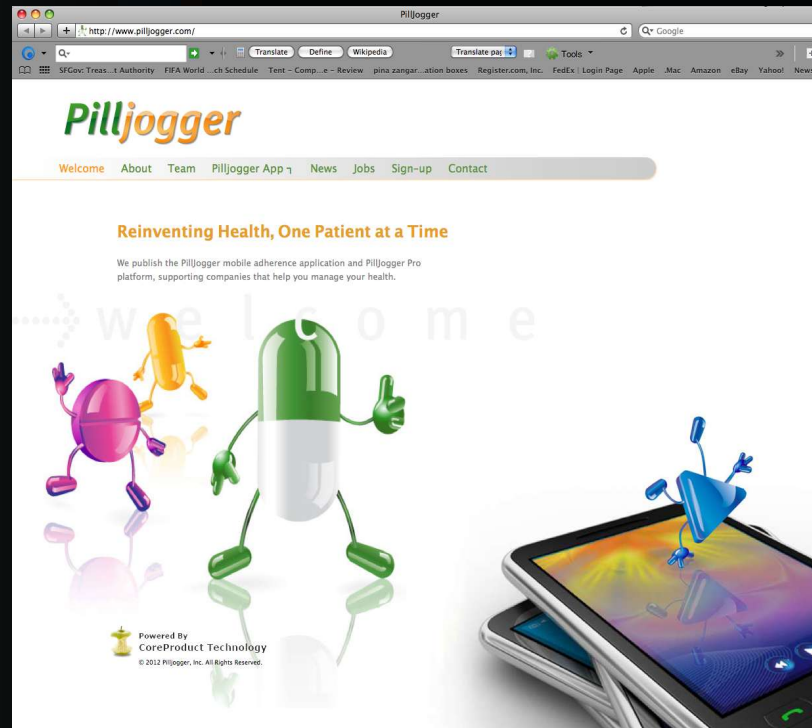 PillJogger
http://www.pilljogger.com/
Google
Translate
Define
Wikipedia
Translate pag
Tools
SFGov: Treas...t Authority
FIFA World ...ch Schedule
Tent – Comp...e – Review
pina zangar...ation boxes
Register.com, Inc.
FedEx | Login Page
Apple
.Mac
Amazon
eBay
Yahoo!
News
Pilljogger
Welcome
About
Team
Pilljogger App
News
Jobs
Sign-up
Contact
Reinventing Health, One Patient at a Time
We publish the PillJogger mobile adherence application and PillJogger Pro
platform, supporting companies that help you manage your health.
welcome
Powered By
CoreProduct Technology
© 2012 Pilljogger, Inc. All Rights Reserved.